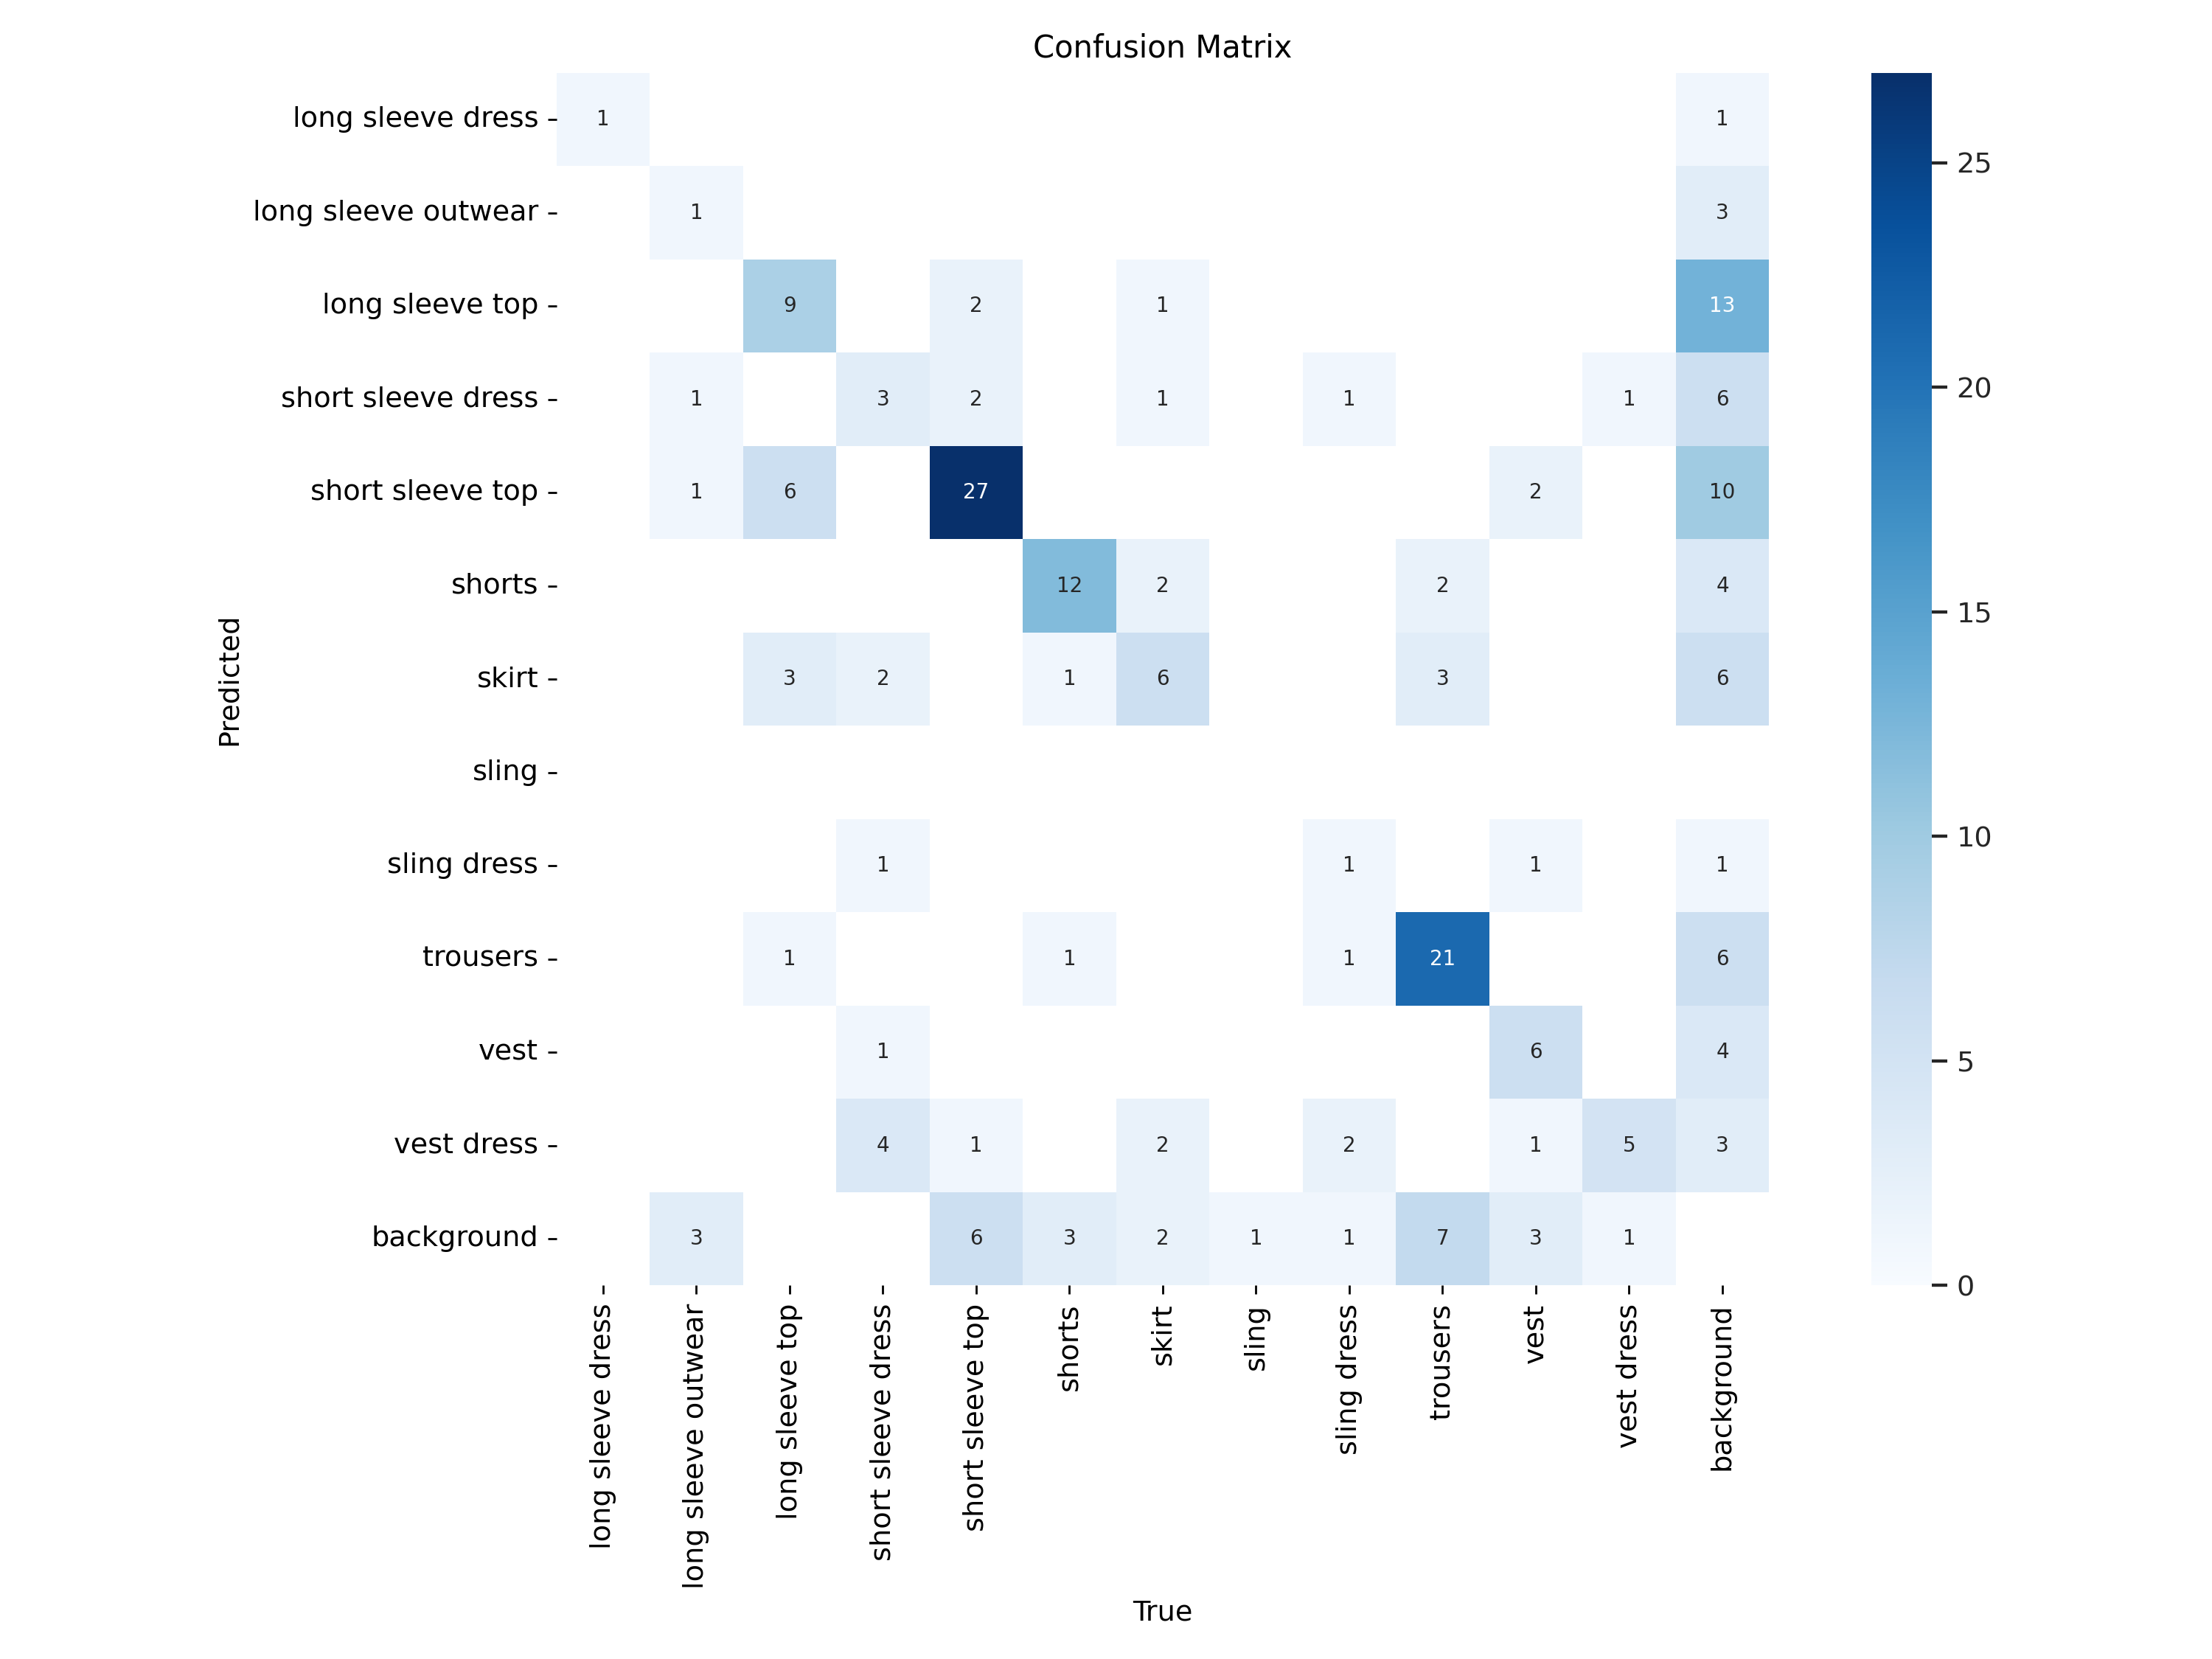 Confusion Matrix
long sleeve dress 1 1
long sleeve outwear 1 3
long sleeve top 9 2 1 13
short sleeve dress 1 3 2 1 1 1 6
short sleeve top 1 6 27 2 10
shorts 12 2 2 4
skirt 3 2 1 6 3 6
sling
sling dress 1 1 1 1
trousers 1 1 1 21 6
vest 1 6 4
vest dress 4 1 2 2 1 5 3
background 3 6 3 2 1 1 7 3 1
Predicted
long sleeve dress
long sleeve outwear
long sleeve top
short sleeve dress
short sleeve top
shorts
skirt
sling
sling dress
trousers
vest
vest dress
background
True
25
20
15
10
5
0